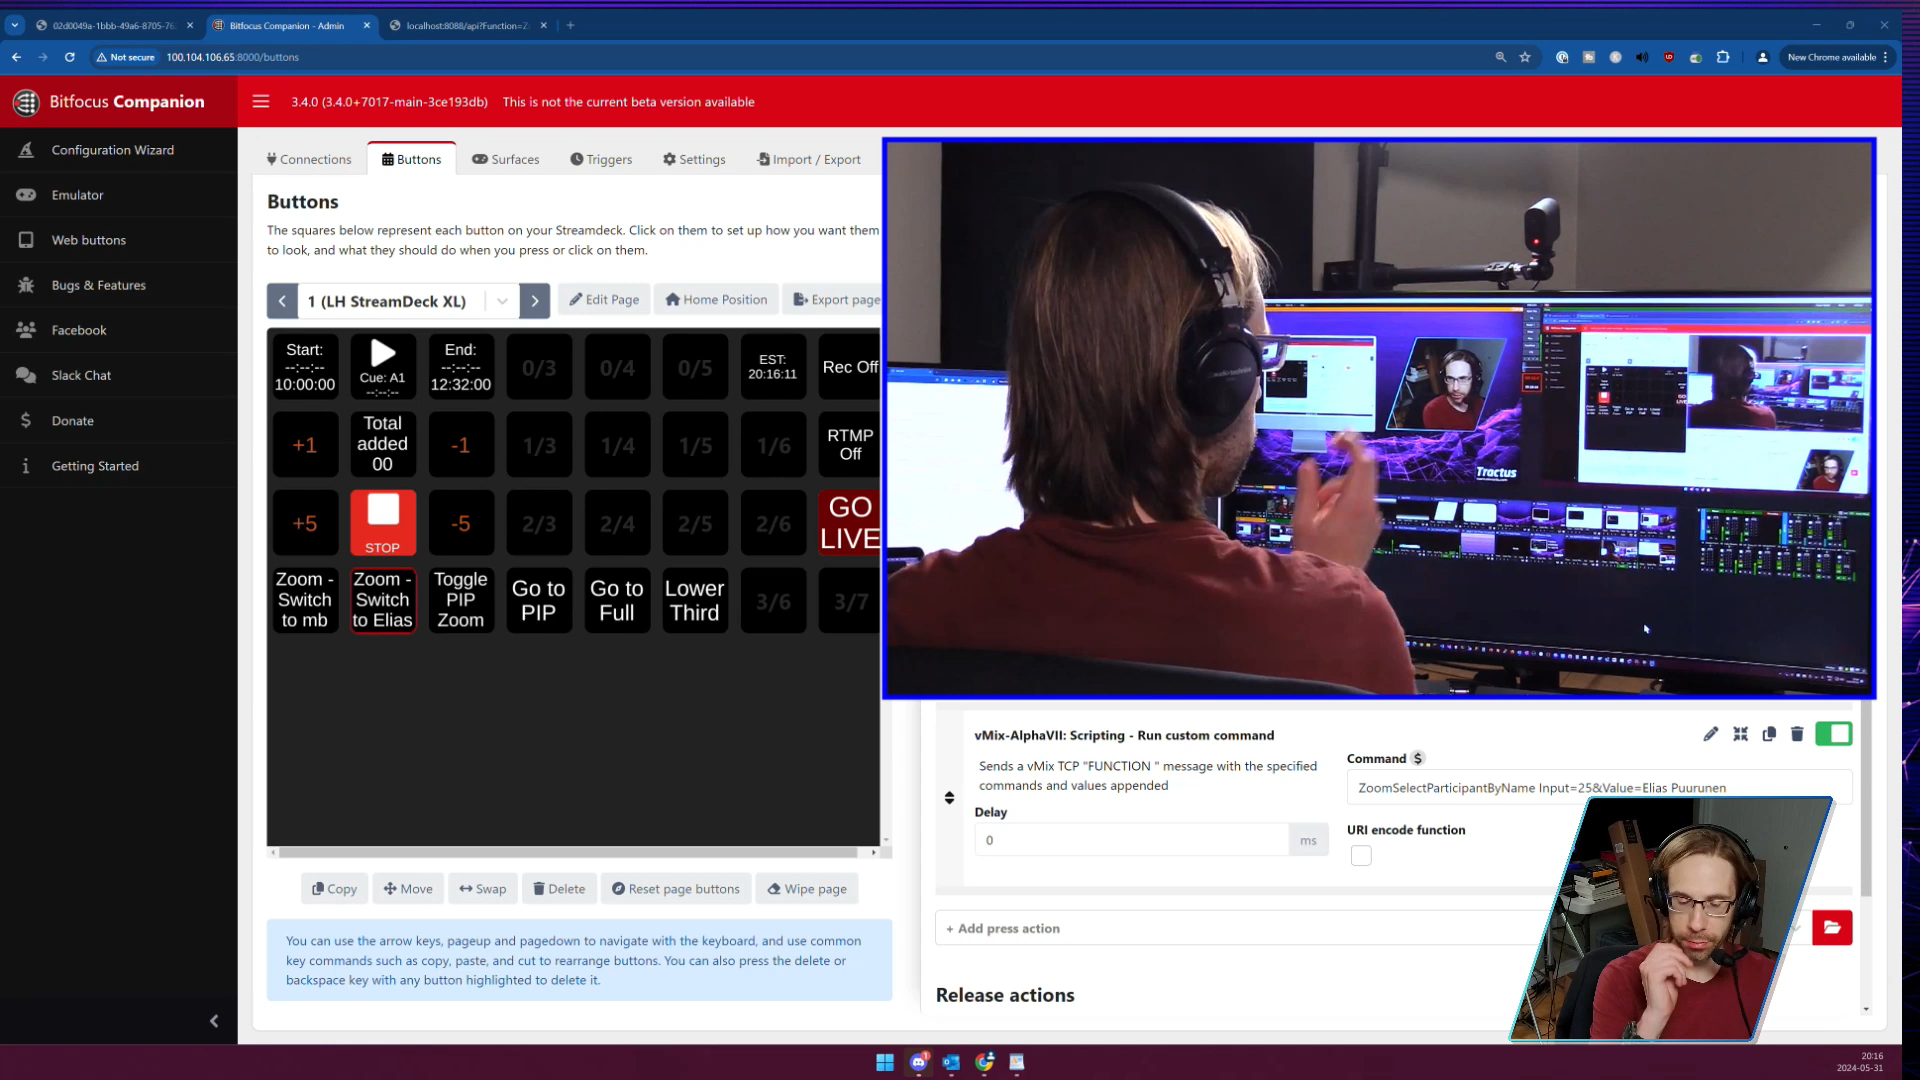 02d0049a-1bbb-49a6-8705-76
Bitfocus Companion - Admin
localhost:8088/api?Function=Z
Not secure
100.104.106.65:8000/buttons
New Chrome available
Bitfocus Companion
3.4.0 (3.4.0+7017-main-3ce193db)
This is not the current beta version available
Configuration Wizard
Emulator
Web buttons
Bugs & Features
Facebook
Slack Chat
Donate
Getting Started
Connections
Buttons
Surfaces
Triggers
Settings
Import / Export
Buttons
The squares below represent each button on your Streamdeck. Click on them to set up how you want them
to look, and what they should do when you press or click on them.
1 (LH StreamDeck XL)
Edit Page
Home Position
Export page
Start:
--:--:--
10:00:00
Cue: A1
--:--:--
End:
--:--:--
12:32:00
0/3
0/4
0/5
EST:
20:16:11
Rec Off
+1
Total
added
00
-1
1/3
1/4
1/5
1/6
RTMP
Off
+5
STOP
-5
2/3
2/4
2/5
2/6
GO
LIVE
Zoom -
Switch
to mb
Zoom -
Switch
to Elias
Toggle
PIP
Zoom
Go to
PIP
Go to
Full
Lower
Third
3/6
3/7
Copy
Move
Swap
Delete
Reset page buttons
Wipe page
You can use the arrow keys, pageup and pagedown to navigate with the keyboard, and use common
key commands such as copy, paste, and cut to rearrange buttons. You can also press the delete or
backspace key with any button highlighted to delete it.
Tractus
vMix-AlphaVII: Scripting - Run custom command
Sends a vMix TCP "FUNCTION " message with the specified
commands and values appended
Delay
0
ms
Command
ZoomSelectParticipantByName Input=25&Value=Elias Puurunen
URI encode function
+ Add press action
Release actions
20:16
2024-05-31